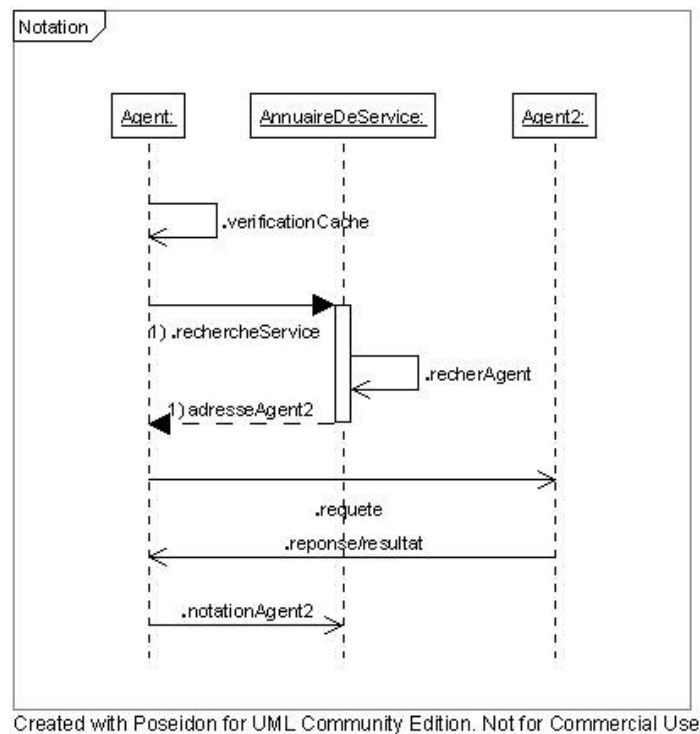 Notation
Agent:
AnnuaireDeService:
Agent2:
.verificationCache
1) .rechercheService
.recherAgent
1) adresseAgent2
.requete
.reponse/resultat
.notationAgent2
Created with Poseidon for UML Community Edition. Not for Commercial Use